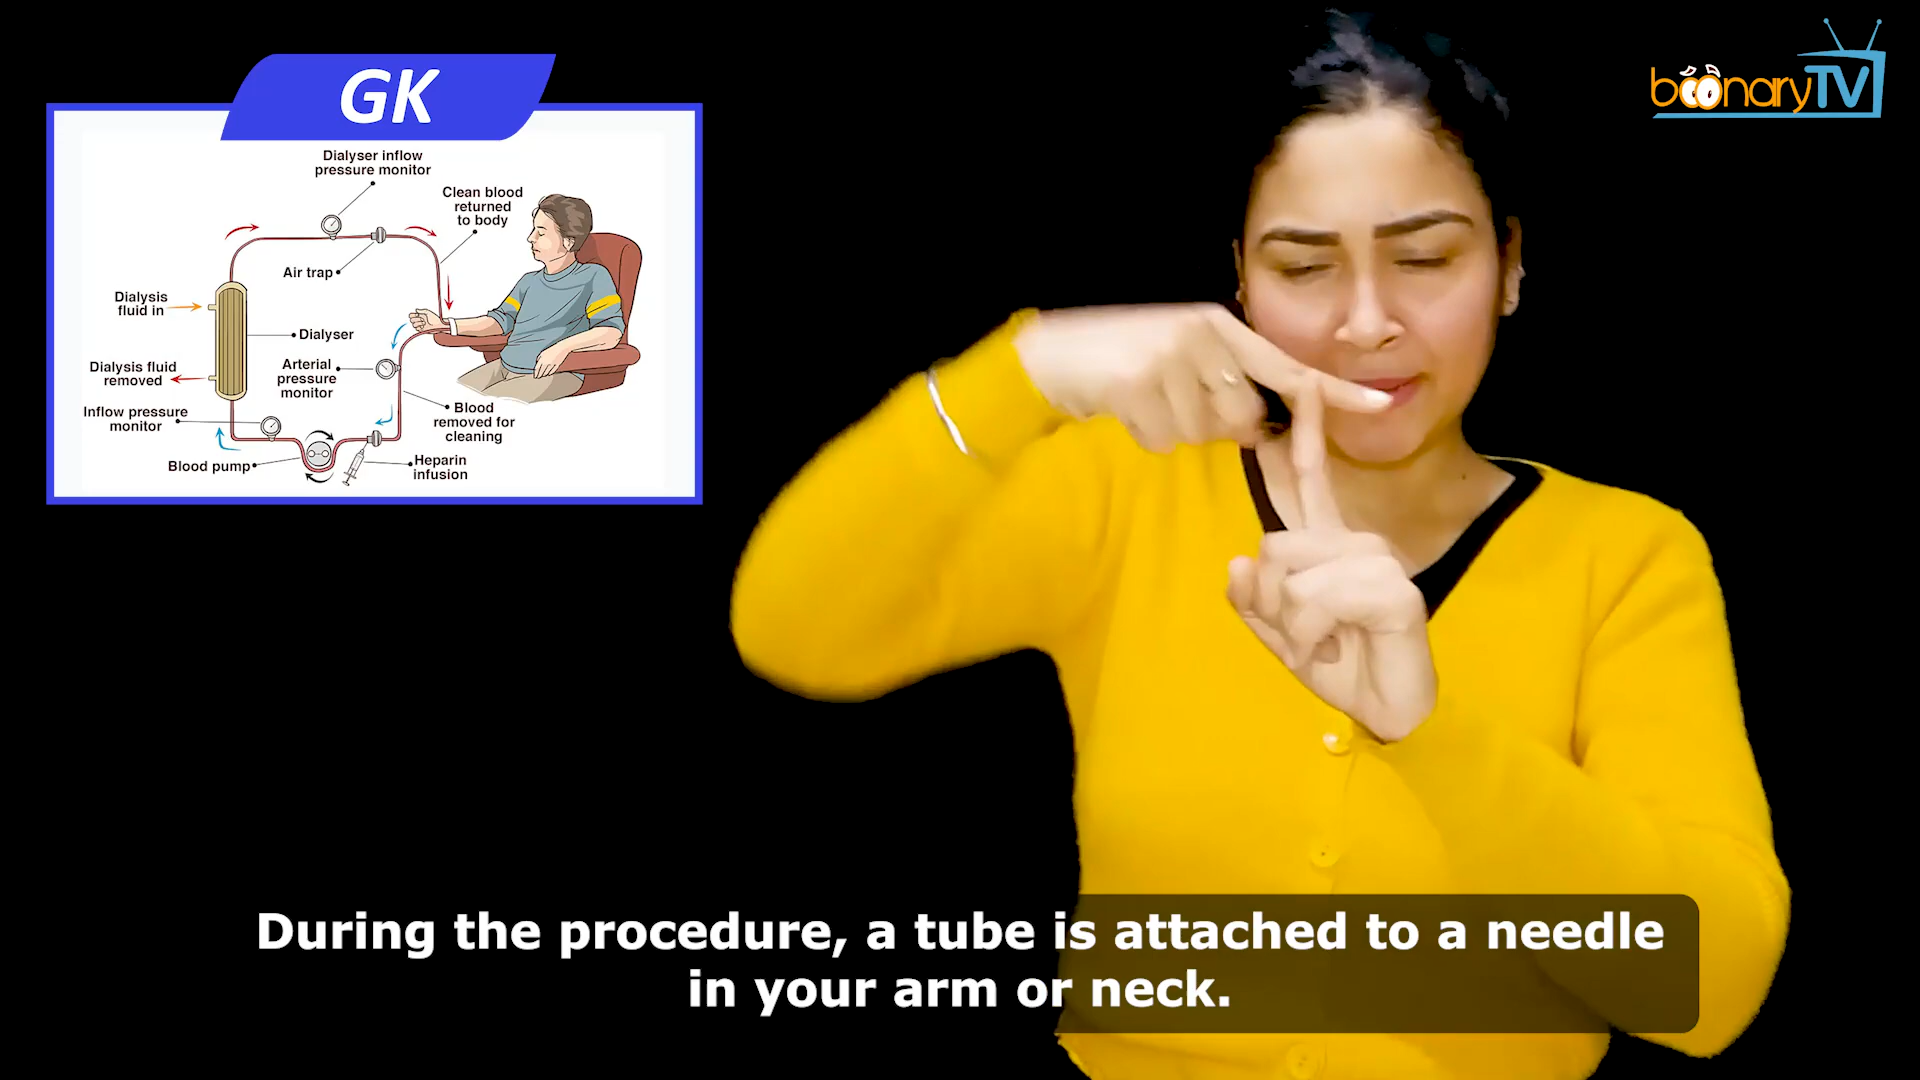 GK
boonaryTV
Dialyser inflow
pressure monitor
Clean blood
returned
to body
Air trap
Dialysis
fluid in
Dialyser
Dialysis fluid
removed
Arterial
pressure
monitor
Inflow pressure
monitor
Blood
removed for
cleaning
Blood pump
Heparin
infusion
During the procedure, a tube is attached to a needle
in your arm or neck.